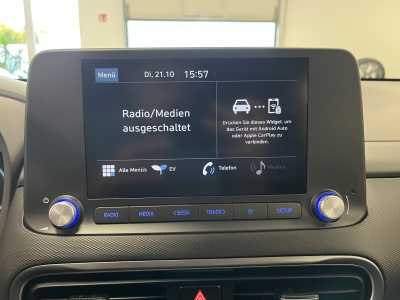 Menü Di, 21.10 15:57
Radio/Medien
ausgeschaltet
Drücken Sie dieses Widget, um
das Gerät mit Android Auto
oder Apple CarPlay zu
verbinden.
Alle Menüs EV Telefon Medien
RADIO MEDIA <SEEK TRACK> SETUP